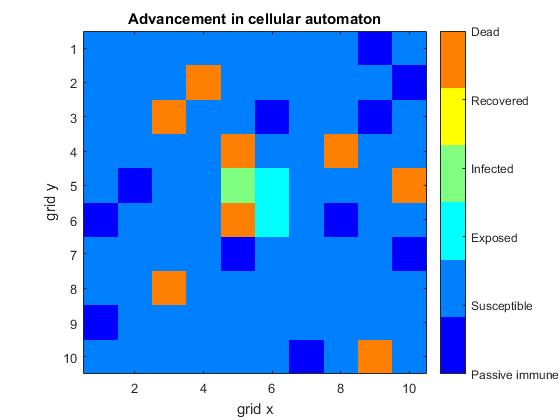 Advancement in cellular automaton
1
2
3
4
5
6
7
8
9
10
grid y
2
4
6
8
10
grid x
Dead
Recovered
Infected
Exposed
Susceptible
Passive immune